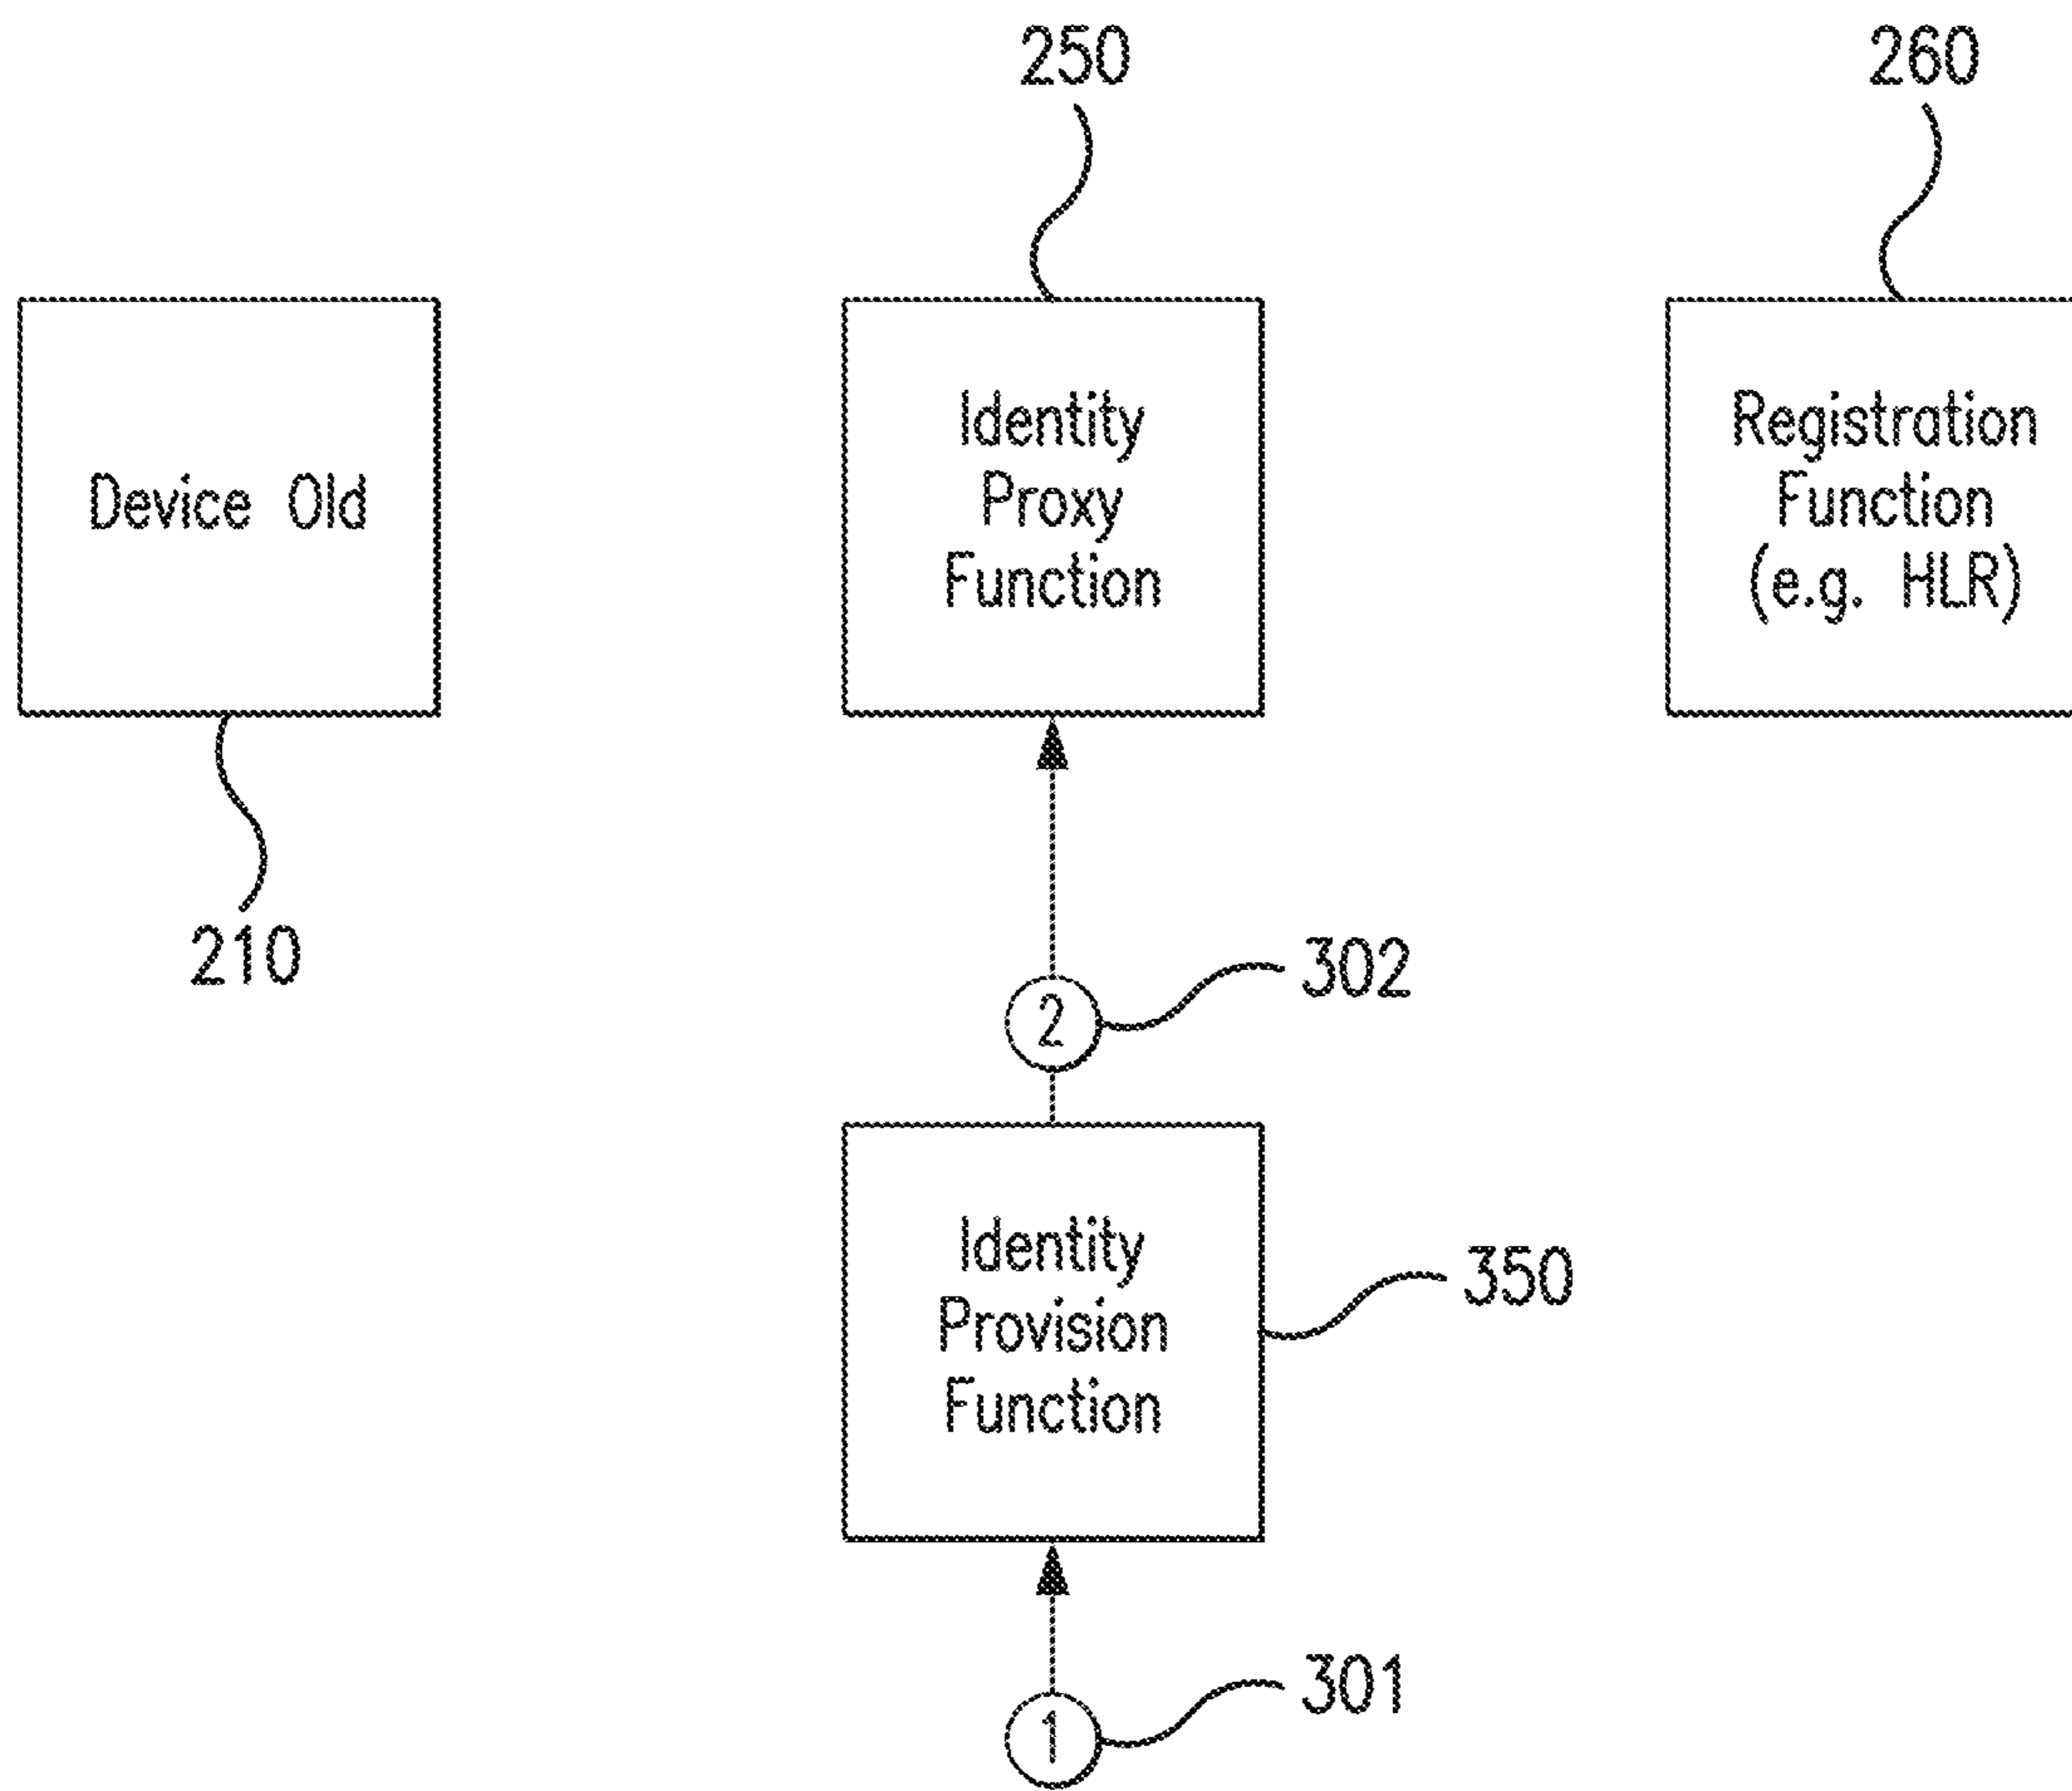 250
260
Device Old
Identity
Proxy
Function
Registration
Function
(e.g. HLR)
210
302
2
Identity
Provision
Function
350
301
1